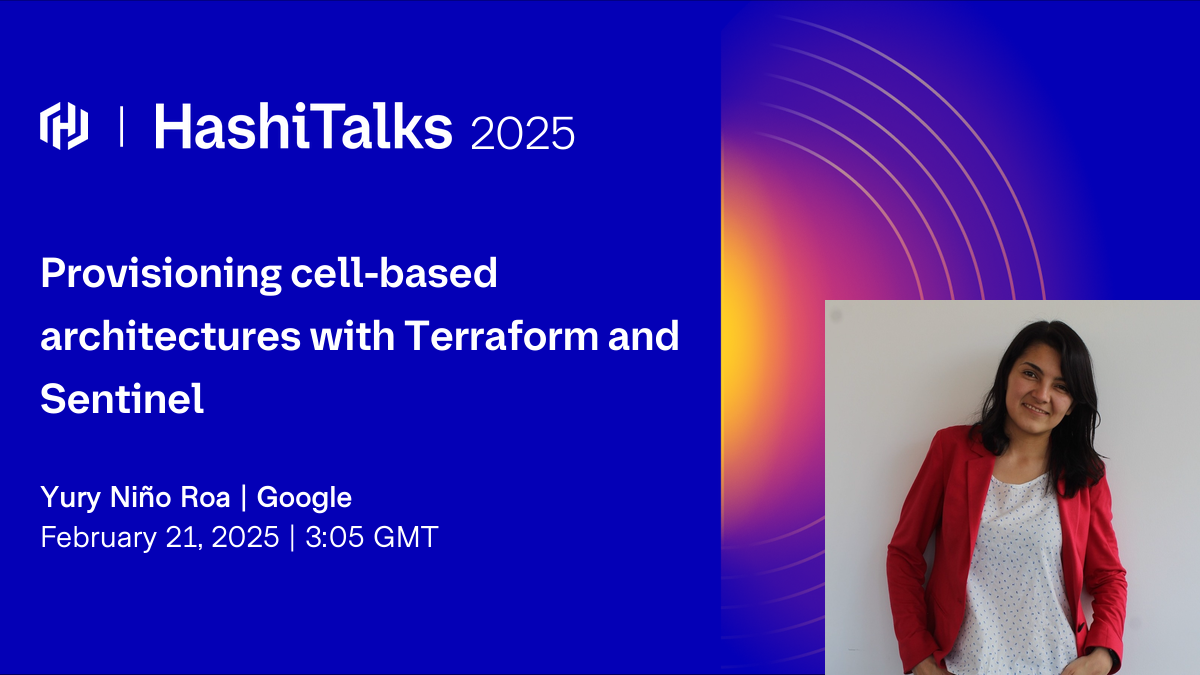 HashiTalks 2025
Provisioning cell-based
architectures with Terraform and
Sentinel
Yury Niño Roa | Google
February 21, 2025 | 3:05 GMT